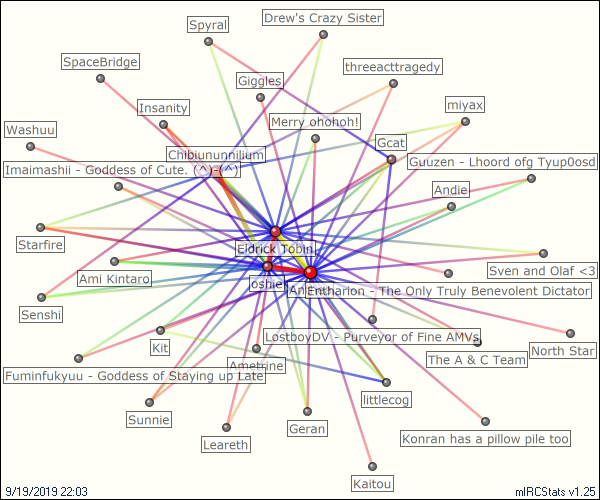 Drew's Crazy Sister
Spyral
SpaceBridge
threeacttragedy
Giggles
Insanity
miyax
Merry ohohoh!
Washuu
Gcat
Chibiununnilium
Guuzen - Lhoord ofg Tyup0osd
Imaimashii - Goddess of Cute. (^)-(^)
Andie
Starfire
Eldrick Tobin
Ami Kintaro
Sven and Olaf <3
oshie
Entharion - The Only Truly Benevolent Dictator
Senshi
LostboyDV - Purveyor of Fine AMVs
Kit
North Star
The A & C Team
Ametrine
Fuminfukyuu - Goddess of Staying up Late
littlecog
Sunnie
Geran
Konran has a pillow pile too
Leareth
Kaitou
9/19/2019 22:03
mIRCStats v1.25